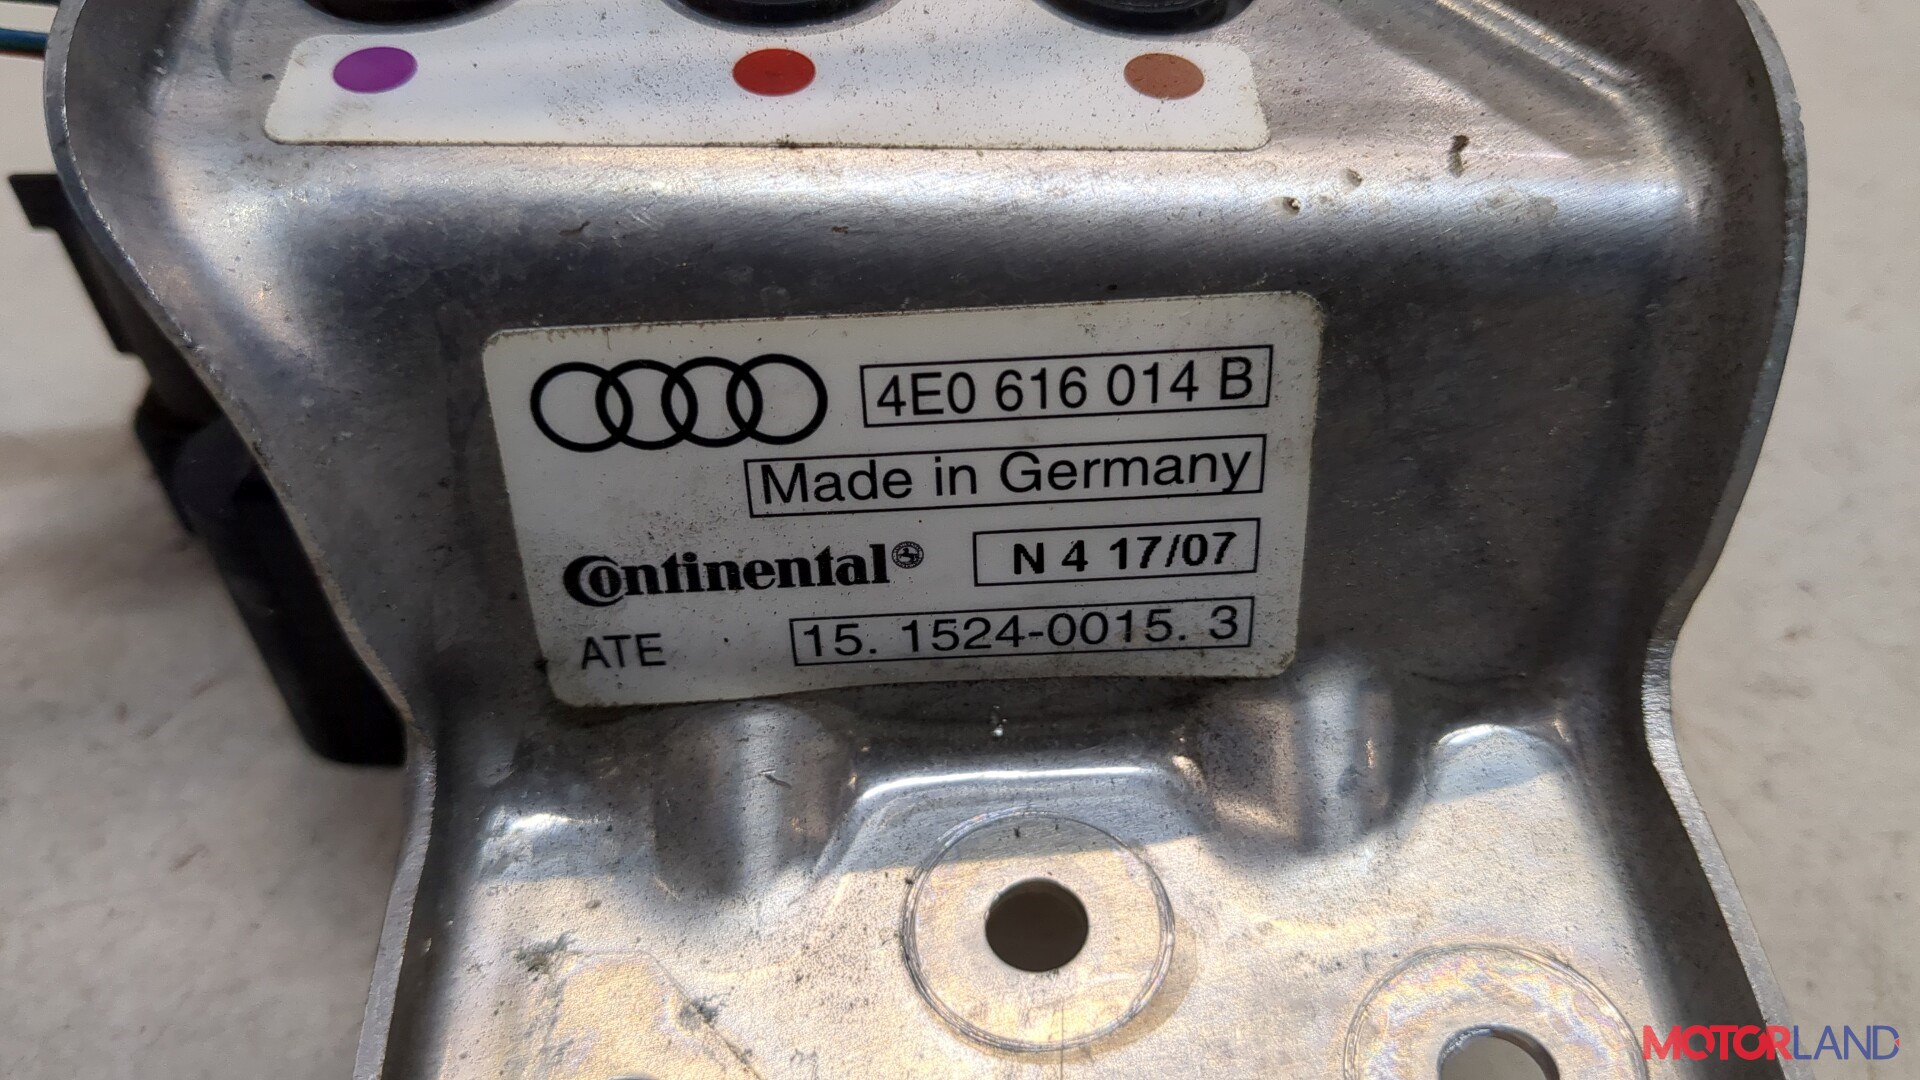 4E0 616 014 B
Made in Germany
Continental®
N 4 17/07
ATE
15. 1524-0015. 3
MOTORLAND